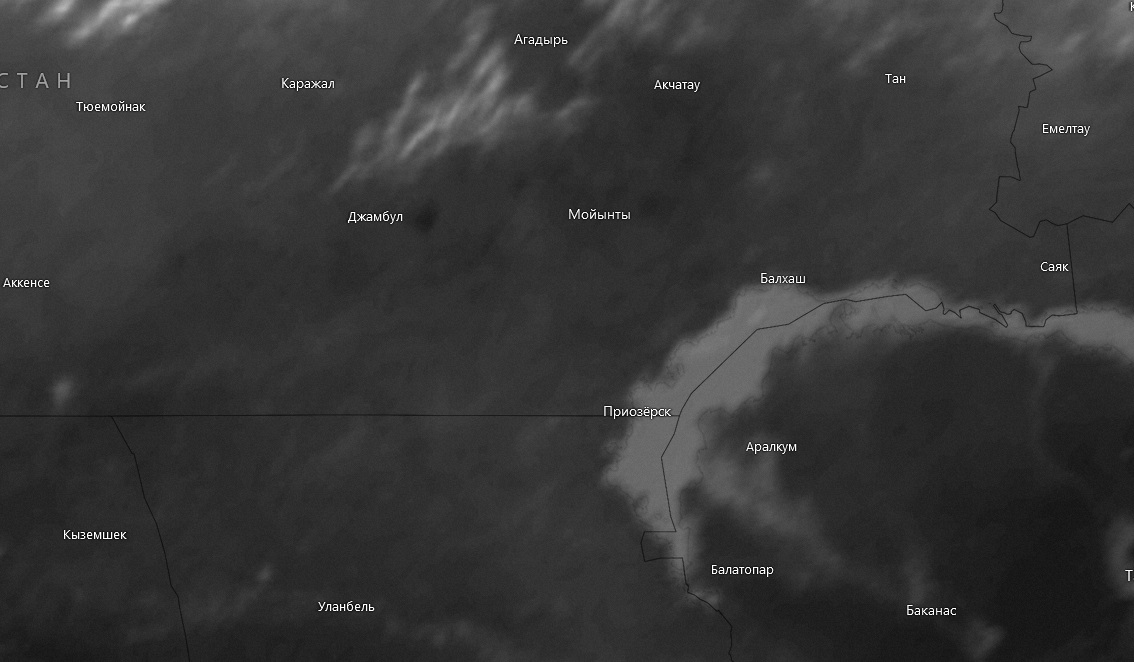 К
Агадырь
СТАН
Каражал
Акчатау
Тан
Тюемойнак
Емелтау
Джамбул
Мойынты
Аккенсе
Балхаш
Саяк
Приозёрск
Аралкум
Кыземшек
Балатопар
Т
Уланбель
Баканас